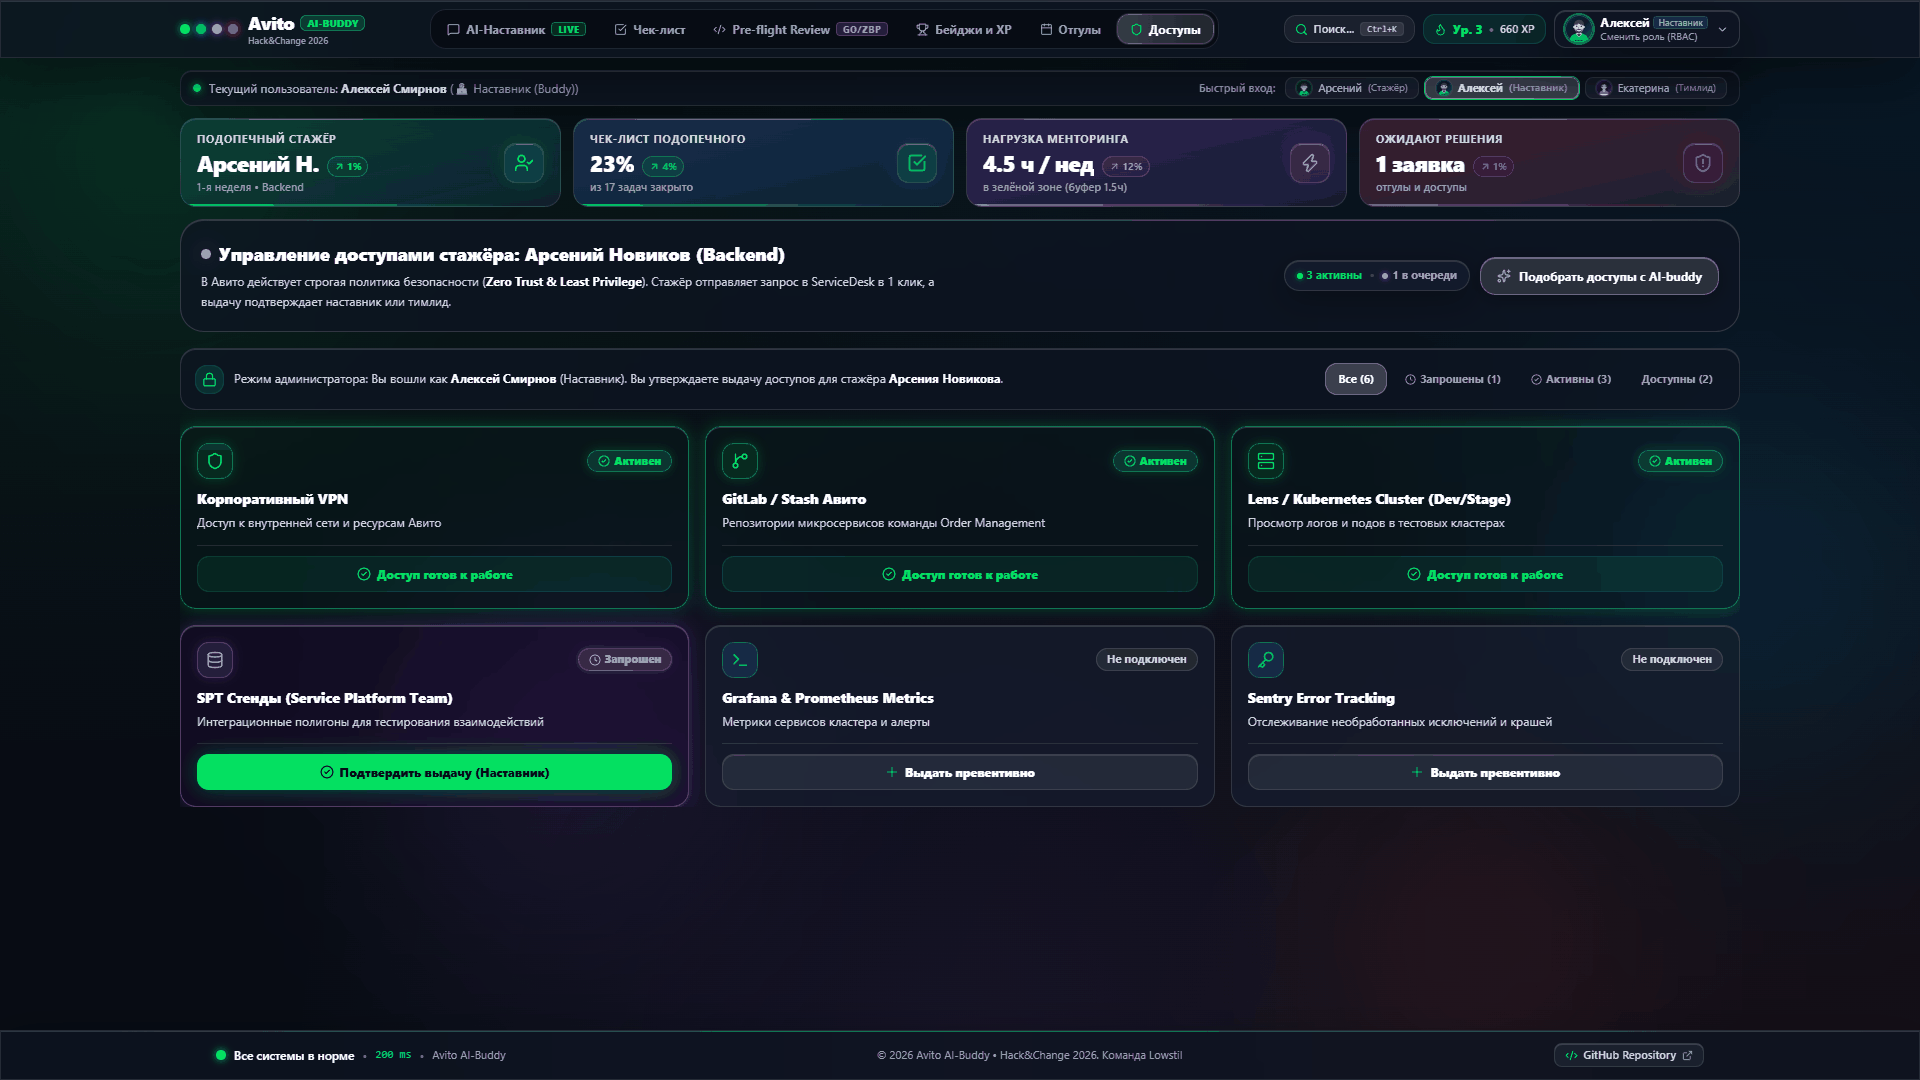 Avito AI-BUDDY
Hack&Change 2026
AI-Наставник LIVE
Чек-лист
Pre-flight Review GO/ZBP
Бейджи и XP
Отгулы
Доступы
Поиск... Ctrl+K
Ур. 3 • 660 XP
Алексей Наставник
Сменить роль (RBAC)
Текущий пользователь: Алексей Смирнов ( Наставник (Buddy))
Быстрый вход:
Арсений (Стажёр)
Алексей (Наставник)
Екатерина (Тимлид)
ПОДОПЕЧНЫЙ СТАЖЁР
Арсений Н. ↗ 1%
1-я неделя • Backend
ЧЕК-ЛИСТ ПОДОПЕЧНОГО
23% ↗ 4%
из 17 задач закрыто
НАГРУЗКА МЕНТОРИНГА
4.5 ч / нед ↗ 12%
в зелёной зоне (буфер 1.5ч)
ОЖИДАЮТ РЕШЕНИЯ
1 заявка ↗ 1%
отгулы и доступы
Управление доступами стажёра: Арсений Новиков (Backend)
В Авито действует строгая политика безопасности (Zero Trust & Least Privilege). Стажёр отправляет запрос в ServiceDesk в 1 клик, а
выдачу подтверждает наставник или тимлид.
3 активны • 1 в очереди
Подобрать доступы с AI-buddy
Режим администратора: Вы вошли как Алексей Смирнов (Наставник). Вы утверждаете выдачу доступов для стажёра Арсения Новикова.
Все (6)
Запрошены (1)
Активны (3)
Доступны (2)
Активен
Корпоративный VPN
Доступ к внутренней сети и ресурсам Авито
Доступ готов к работе
Активен
GitLab / Stash Авито
Репозитории микросервисов команды Order Management
Доступ готов к работе
Активен
Lens / Kubernetes Cluster (Dev/Stage)
Просмотр логов и подов в тестовых кластерах
Доступ готов к работе
Запрошен
SPT Стенды (Service Platform Team)
Интеграционные полигоны для тестирования взаимодействий
Подтвердить выдачу (Наставник)
Не подключен
Grafana & Prometheus Metrics
Метрики сервисов кластера и алерты
+ Выдать превентивно
Не подключен
Sentry Error Tracking
Отслеживание необработанных исключений и крашей
+ Выдать превентивно
Все системы в норме • 200 ms • Avito AI-Buddy
© 2026 Avito AI-Buddy • Hack&Change 2026. Команда Lowstil
GitHub Repository